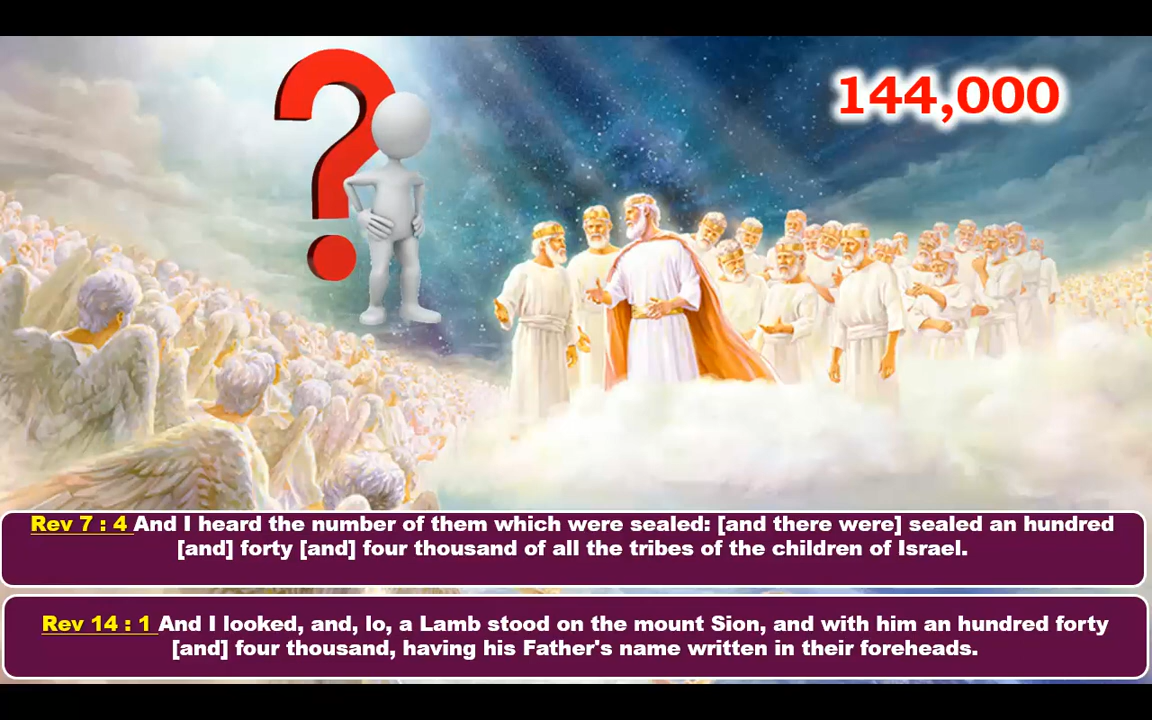 144,000
Rev 7 : 4 And I heard the number of them which were sealed: [and there were] sealed an hundred
[and] forty [and] four thousand of all the tribes of the children of Israel.
Rev 14 : 1 And I looked, and, lo, a Lamb stood on the mount Sion, and with him an hundred forty
[and] four thousand, having his Father's name written in their foreheads.